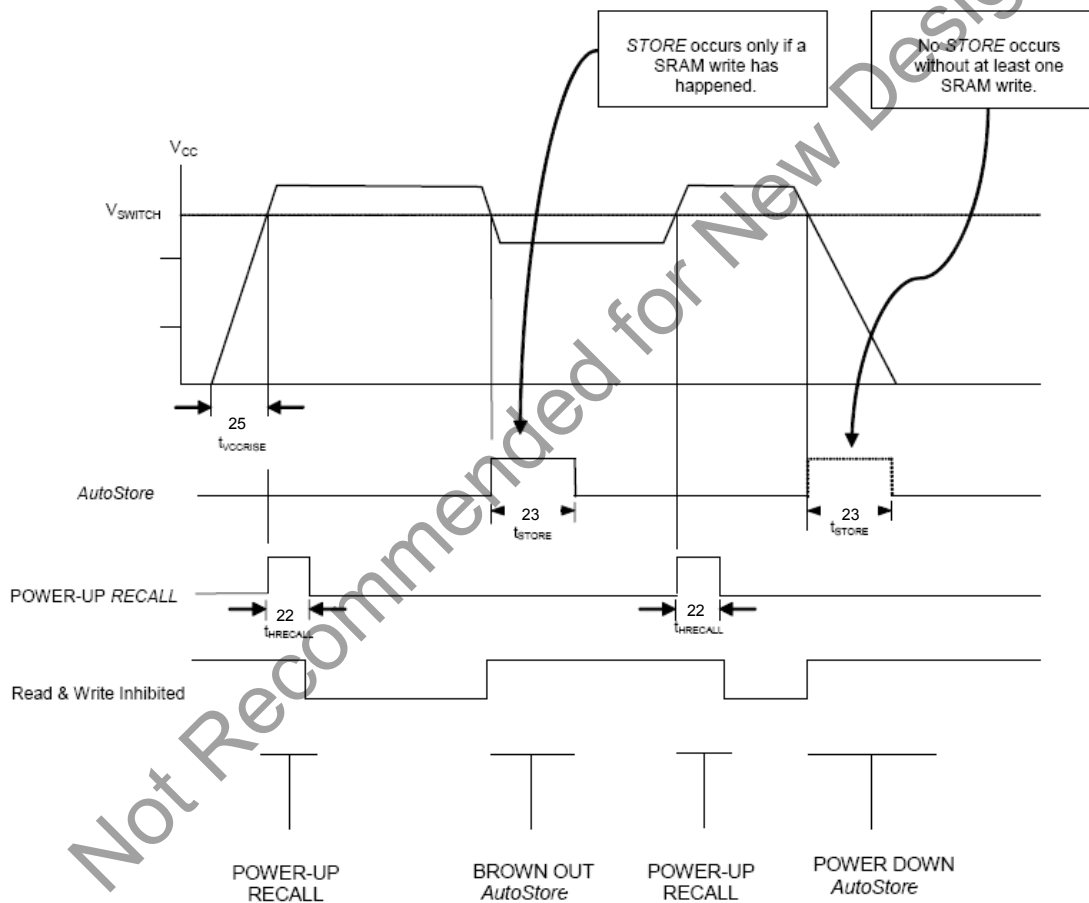 STORE occurs only if a
SRAM write has
happened.
No STORE occurs
without at least one
SRAM write.
VCC
VSWITCH
25
tVCCRISE
AutoStore
23
tSTORE
23
tSTORE
POWER-UP RECALL
22
tHRECALL
22
tHRECALL
Read & Write Inhibited
POWER-UP
RECALL
BROWN OUT
AutoStore
POWER-UP
RECALL
POWER DOWN
AutoStore
Not Recommended for New Design